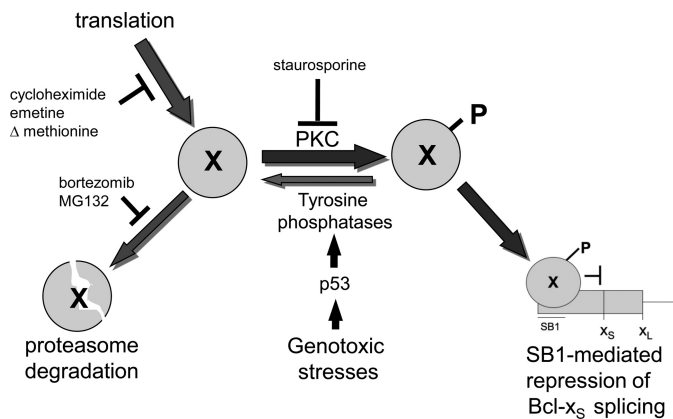 translation
cycloheximide
emetine
Δ methionine
staurosporine
PKC
X
X
P
bortezomib
MG132
Tyrosine
phosphatases
p53
Genotoxic
stresses
X
proteasome
degradation
P
X
SB1
xS
xL
SB1-mediated
repression of
Bcl-xS splicing